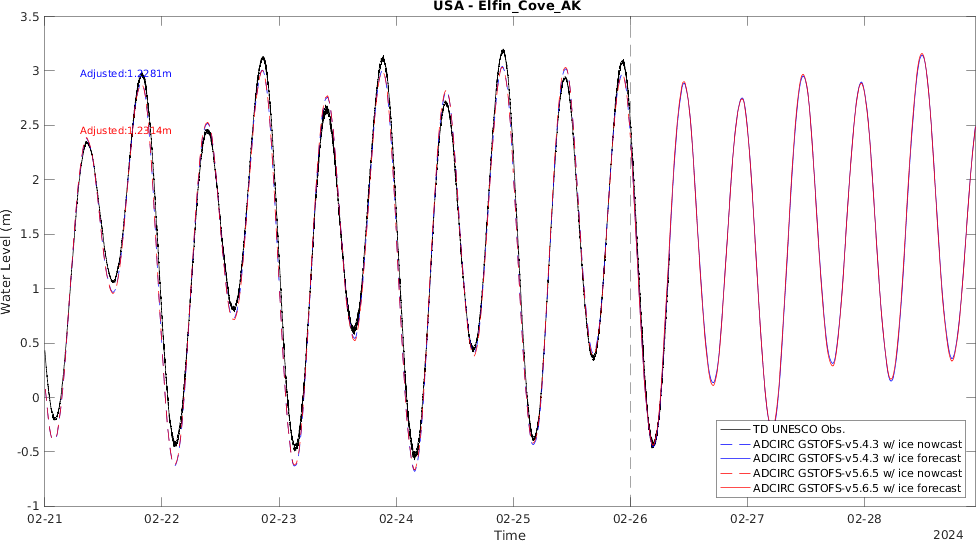 USA - Elfin_Cove_AK
3.5
3
2.5
2
1.5
1
0.5
0
-0.5
-1
Water Level (m)
Adjusted:1.2281m
Adjusted:1.2314m
TD UNESCO Obs.
ADCIRC GSTOFS-v5.4.3 w/ ice nowcast
ADCIRC GSTOFS-v5.4.3 w/ ice forecast
ADCIRC GSTOFS-v5.6.5 w/ ice nowcast
ADCIRC GSTOFS-v5.6.5 w/ ice forecast
02-21 02-22 02-23 02-24 02-25 02-26 02-27 02-28
Time
2024